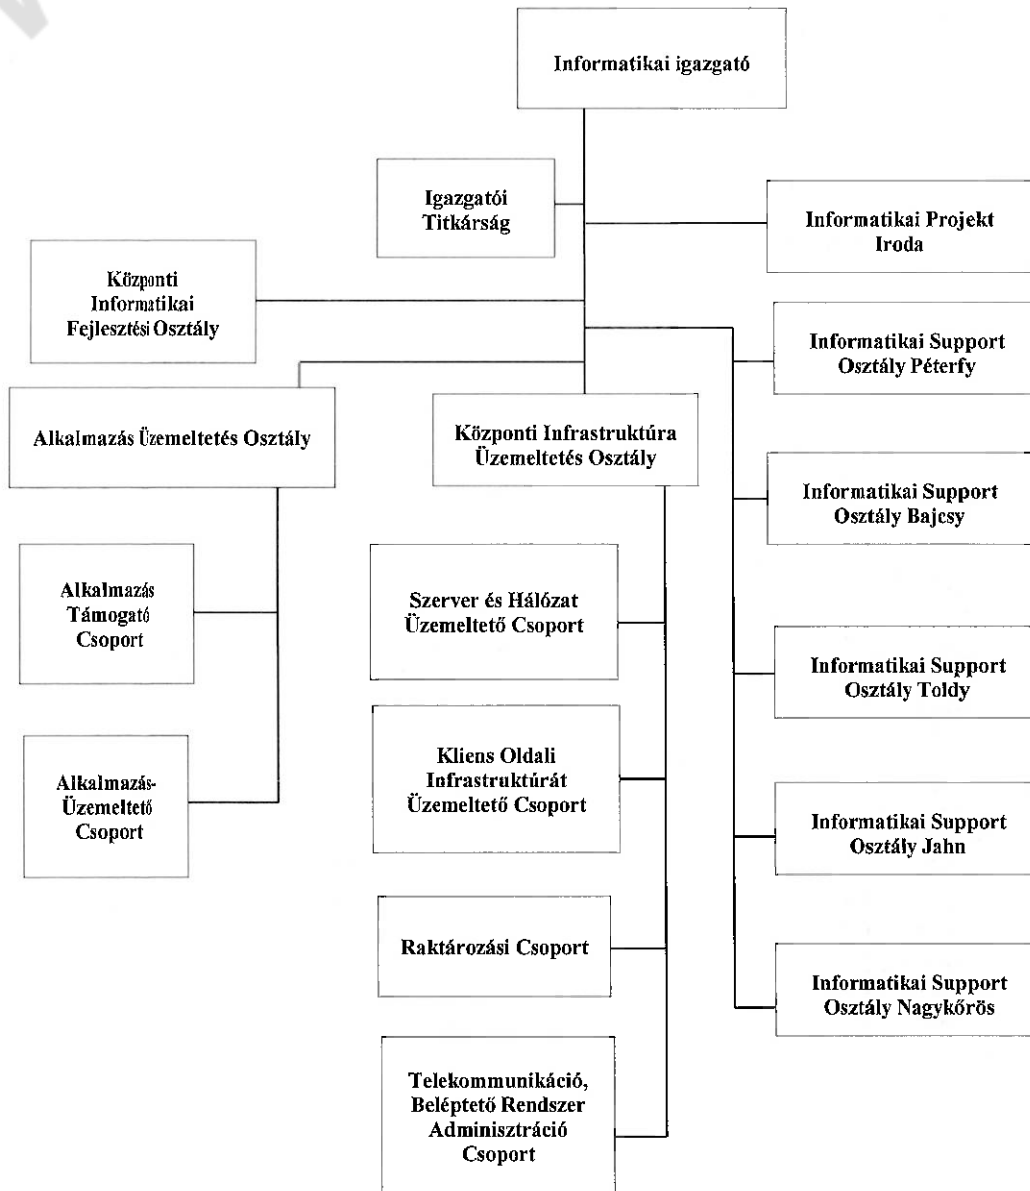 Informatikai igazgató
Igazgatói
Titkárság
Informatikai Projekt
Iroda
Központi
Informatikai
Fejlesztési Osztály
Informatikai Support
Osztály Péterfy
Alkalmazás Üzemeltetés Osztály
Központi Infrastruktúra
Üzemeltetés Osztály
Informatikai Support
Osztály Bajcsy
Alkalmazás
Támogató
Csoport
Szerver és Hálózat
Üzemeltető Csoport
Informatikai Support
Osztály Toldy
Alkalmazás-
Üzemeltető
Csoport
Kliens Oldali
Infrastruktúrát
Üzemeltető Csoport
Informatikai Support
Osztály Jahn
Raktározási Csoport
Informatikai Support
Osztály Nagykőrös
Telekommunikáció,
Beléptető Rendszer
Adminisztráció
Csoport